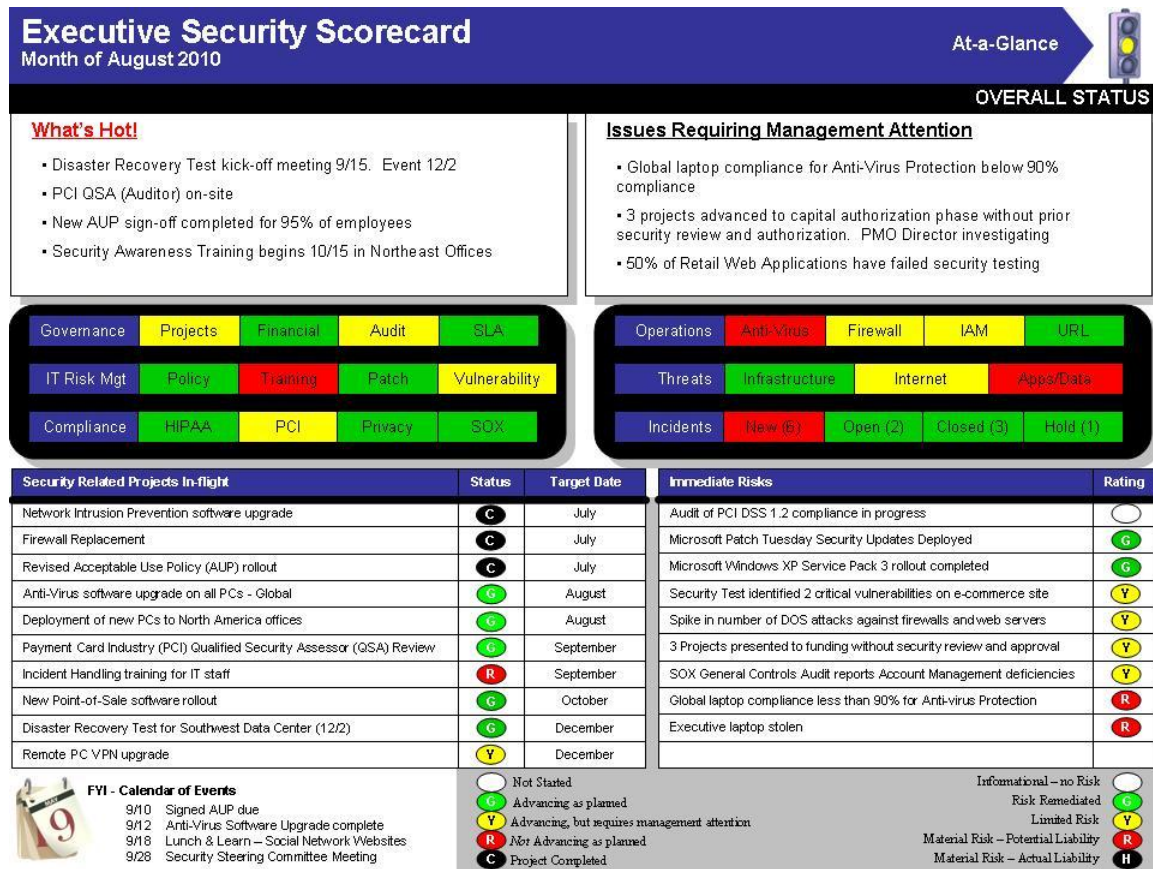 Executive Security Scorecard
Month of August 2010
At-a-Glance
OVERALL STATUS
What's Hot!
• Disaster Recovery Test kick-off meeting 9/15. Event 12/2
• PCI QSA (Auditor) on-site
• New AUP sign-off completed for 95% of employees
• Security Awareness Training begins 10/15 in Northeast Offices
Issues Requiring Management Attention
• Global laptop compliance for Anti-Virus Protection below 90%
compliance
• 3 projects advanced to capital authorization phase without prior
security review and authorization. PMO Director investigating
• 50% of Retail Web Applications have failed security testing
Governance Projects Financial Audit SLA
IT Risk Mgt Policy Training Patch Vulnerability
Compliance HIPAA PCI Privacy SOX
Operations Anti-Virus Firewall IAM URL
Threats Infrastructure Internet Apps/Data
Incidents New (6) Open (2) Closed (3) Hold (1)
Security Related Projects In-flight Status Target Date
Network Intrusion Prevention software upgrade C July
Firewall Replacement C July
Revised Acceptable Use Policy (AUP) rollout C July
Anti-Virus software upgrade on all PCs - Global G August
Deployment of new PCs to North America offices G August
Payment Card Industry (PCI) Qualified Security Assessor (QSA) Review G September
Incident Handling training for IT staff R September
New Point-of-Sale software rollout G October
Disaster Recovery Test for Southwest Data Center (12/2) G December
Remote PC VPN upgrade Y December
Immediate Risks Rating
Audit of PCI DSS 1.2 compliance in progress
Microsoft Patch Tuesday Security Updates Deployed G
Microsoft Windows XP Service Pack 3 rollout completed G
Security Test identified 2 critical vulnerabilities on e-commerce site Y
Spike in number of DOS attacks against firewalls and web servers Y
3 Projects presented to funding without security review and approval Y
SOX General Controls Audit reports Account Management deficiencies Y
Global laptop compliance less than 90% for Anti-virus Protection R
Executive laptop stolen R
MAY
19
FYI - Calendar of Events
9/10 Signed AUP due
9/12 Anti-Virus Software Upgrade complete
9/18 Lunch & Learn – Social Network Websites
9/28 Security Steering Committee Meeting
Not Started
G Advancing as planned
Y Advancing, but requires management attention
R Not Advancing as planned
C Project Completed
Informational – no Risk
Risk Remediated G
Limited Risk Y
Material Risk – Potential Liability R
Material Risk – Actual Liability H